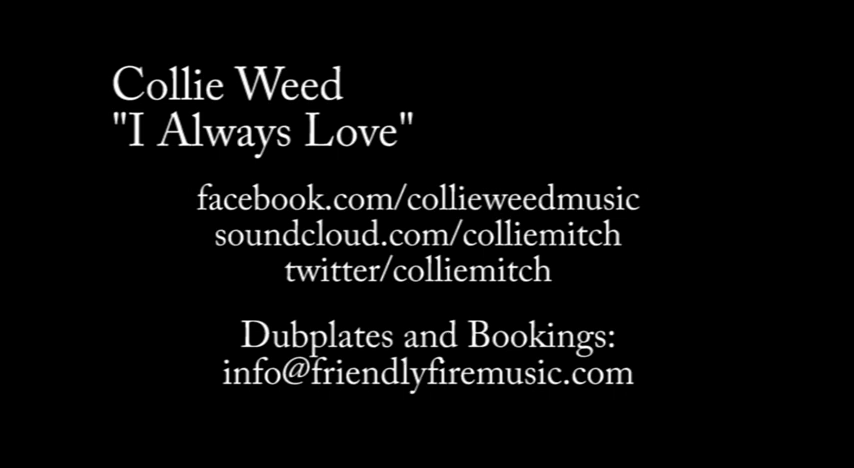 Collie Weed
"I Always Love"
facebook.com/collieweedmusic
soundcloud.com/colliemitch
twitter/colliemitch
Dubplates and Bookings:
info@friendlyfiremusic.com